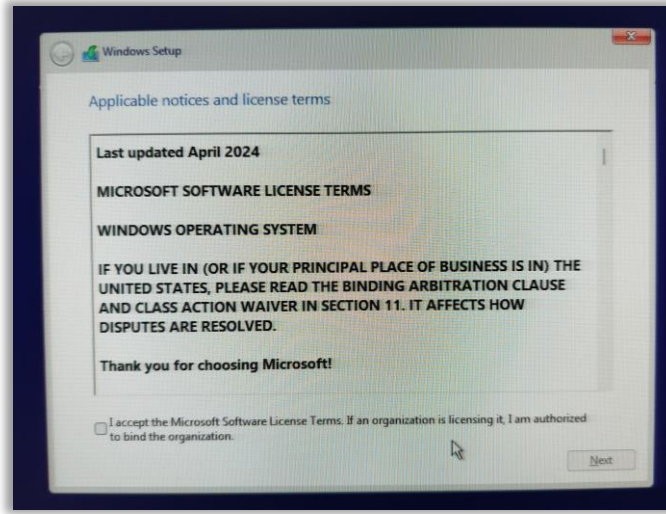 Windows Setup
Applicable notices and license terms
Last updated April 2024
MICROSOFT SOFTWARE LICENSE TERMS
WINDOWS OPERATING SYSTEM
IF YOU LIVE IN (OR IF YOUR PRINCIPAL PLACE OF BUSINESS IS IN) THE
UNITED STATES, PLEASE READ THE BINDING ARBITRATION CLAUSE
AND CLASS ACTION WAIVER IN SECTION 11. IT AFFECTS HOW
DISPUTES ARE RESOLVED.
Thank you for choosing Microsoft!
I accept the Microsoft Software License Terms. If an organization is licensing it, I am authorized
to bind the organization.
Next